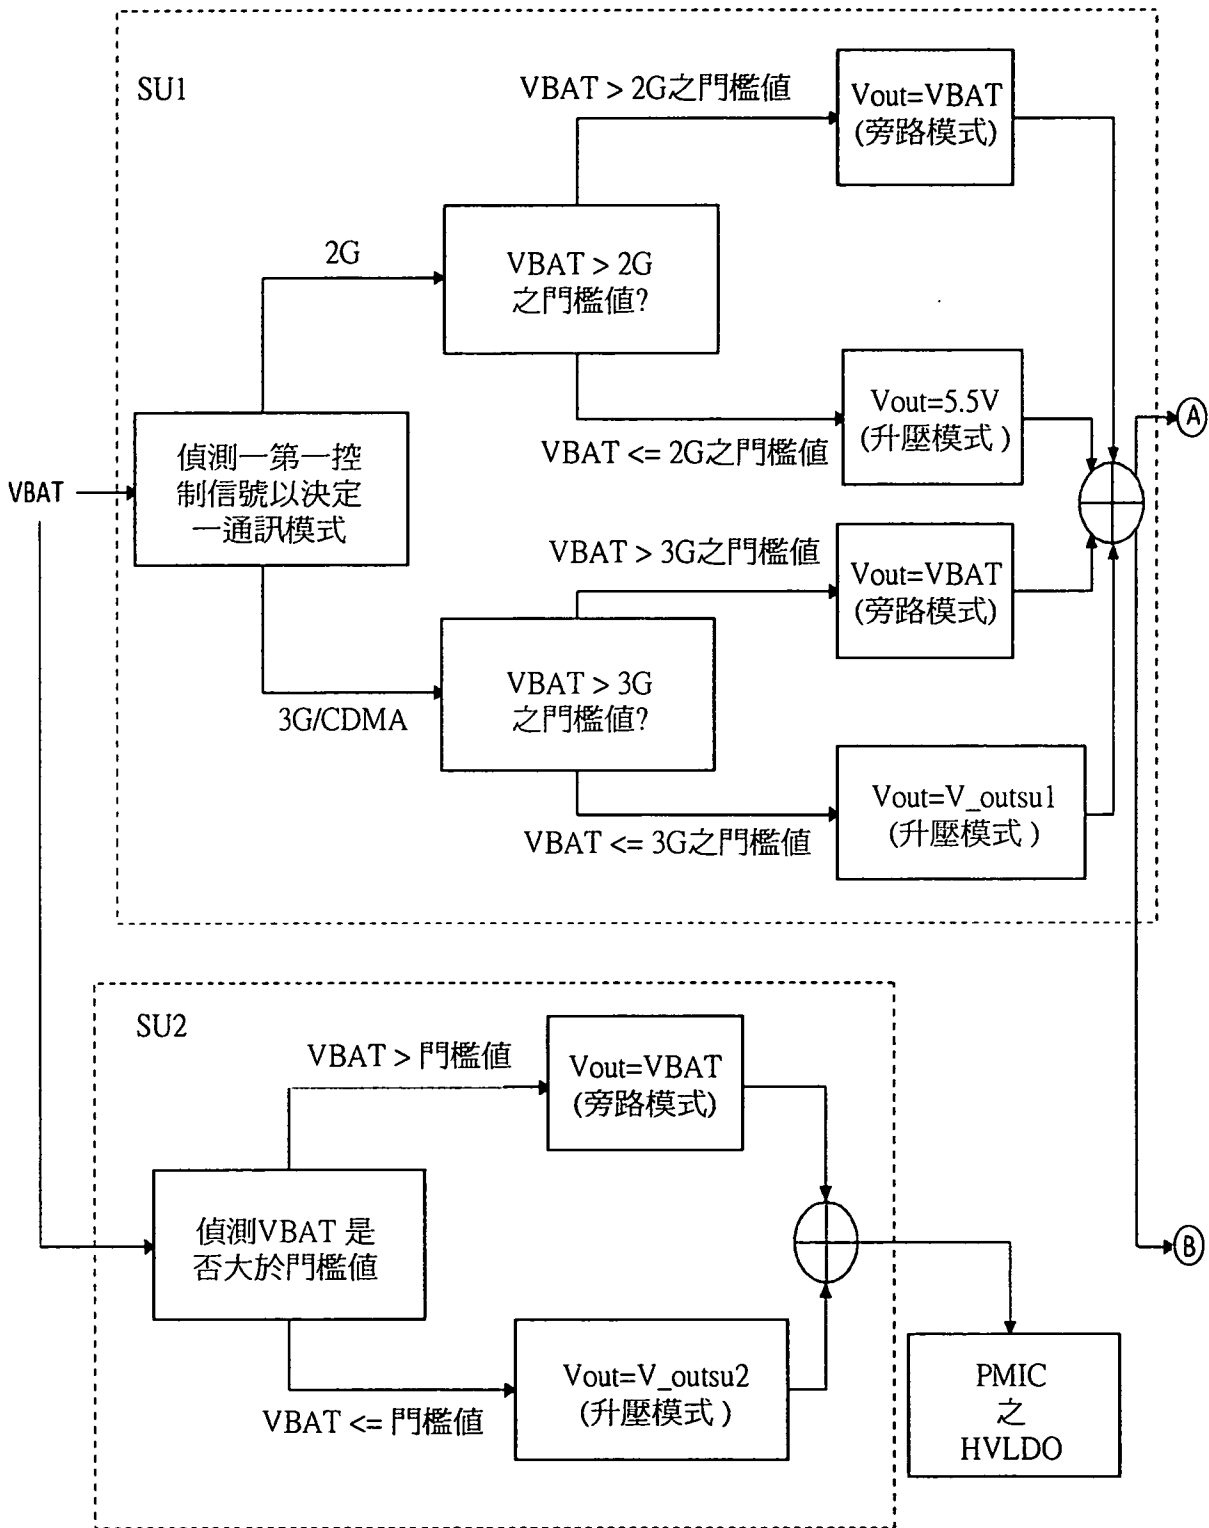 SU1
VBAT > 2G之門檻值
Vout=VBAT
(旁路模式)
2G
VBAT > 2G
之門檻值?
Vout=5.5V
(升壓模式)
A
VBAT <= 2G之門檻值
VBAT
偵測一第一控
制信號以決定
一通訊模式
VBAT > 3G之門檻值
Vout=VBAT
(旁路模式)
3G/CDMA
VBAT > 3G
之門檻值?
Vout=V_outsu1
(升壓模式)
VBAT <= 3G之門檻值
SU2
VBAT > 門檻值
Vout=VBAT
(旁路模式)
偵測VBAT 是
否大於門檻值
B
Vout=V_outsu2
(升壓模式)
VBAT <= 門檻值
PMIC
之
HVLDO